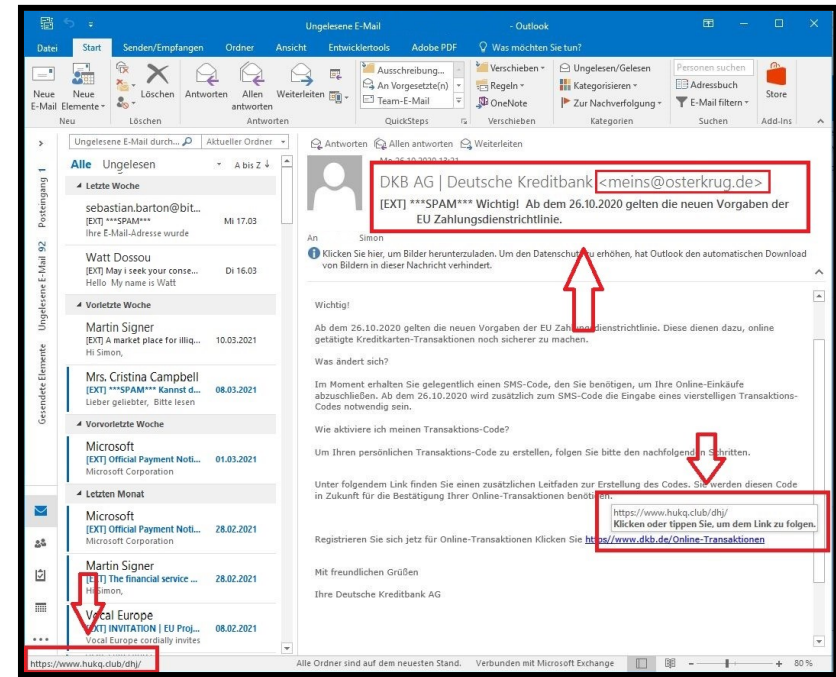 Ungelesene E-Mail - Outlook
Datei Start Senden/Empfangen Ordner Ansicht Entwicklertools Adobe PDF Was möchten Sie tun?
Neue E-Mail
Neue Elemente
Neu
Löschen
Löschen
Antworten
Allen antworten
Weiterleiten
Antworten
Ausschreibung...
An Vorgesetzte(n)
Team-E-Mail
QuickSteps
Verschieben
Regeln
OneNote
Verschieben
Ungelesen/Gelesen
Kategorisieren
Zur Nachverfolgung
Kategorien
Personen suchen
Adressbuch
E-Mail filtern
Suchen
Store
Add-Ins
Posteingang 1
Ungelesene E-Mail 92
Gesendete Elemente
Ungelesene E-Mail durch...
Aktueller Ordner
Alle Ungelesen A bis Z
Letzte Woche
sebastian.barton@bit...
[EXT] ***SPAM*** Mi 17.03
Ihre E-Mail-Adresse wurde
Watt Dossou
[EXT] May i seek your conse... Di 16.03
Hello My name is Watt
Vorletzte Woche
Martin Signer
[EXT] A market place for illiq... 10.03.2021
Hi Simon,
Mrs. Cristina Campbell
[EXT] ***SPAM*** Kannst d... 08.03.2021
Lieber geliebter, Bitte lesen
Vorvorletzte Woche
Microsoft
[EXT] Official Payment Noti... 01.03.2021
Microsoft Corporation
Letzten Monat
Microsoft
[EXT] Official Payment Noti... 28.02.2021
Microsoft Corporation
Martin Signer
[EXT] The financial service ... 28.02.2021
Hi Simon,
Vocal Europe
[EXT] INVITATION | EU Proj... 08.02.2021
Vocal Europe cordially invites
Antworten Allen antworten Weiterleiten
Mo 26.10.2020 13:21
DKB AG | Deutsche Kreditbank <meins@osterkrug.de>
[EXT] ***SPAM*** Wichtig! Ab dem 26.10.2020 gelten die neuen Vorgaben der
EU Zahlungsdienstrichtlinie.
An Simon
Klicken Sie hier, um Bilder herunterzuladen. Um den Datenschutz zu erhöhen, hat Outlook den automatischen Download
von Bildern in dieser Nachricht verhindert.
Wichtig!
Ab dem 26.10.2020 gelten die neuen Vorgaben der EU Zahlungsdienstrichtlinie. Diese dienen dazu, online
getätigte Kreditkarten-Transaktionen noch sicherer zu machen.
Was ändert sich?
Im Moment erhalten Sie gelegentlich einen SMS-Code, den Sie benötigen, um Ihre Online-Einkäufe
abzuschließen. Ab dem 26.10.2020 wird zusätzlich zum SMS-Code die Eingabe eines vierstelligen Transaktions-
Codes notwendig sein.
Wie aktiviere ich meinen Transaktions-Code?
Um Ihren persönlichen Transaktions-Code zu erstellen, folgen Sie bitte den nachfolgenden Schritten.
Unter folgendem Link finden Sie einen zusätzlichen Leitfaden zur Erstellung des Codes. Sie werden diesen Code
in Zukunft für die Bestätigung Ihrer Online-Transaktionen benötigen.
https://www.hukq.club/dhj/
Klicken oder tippen Sie, um dem Link zu folgen.
Registrieren Sie sich jetz für Online-Transaktionen Klicken Sie https//www.dkb.de/Online-Transaktionen
Mit freundlichen Grüßen
Ihre Deutsche Kreditbank AG
https://www.hukq.club/dhj/
Alle Ordner sind auf dem neuesten Stand. Verbunden mit Microsoft Exchange 80 %